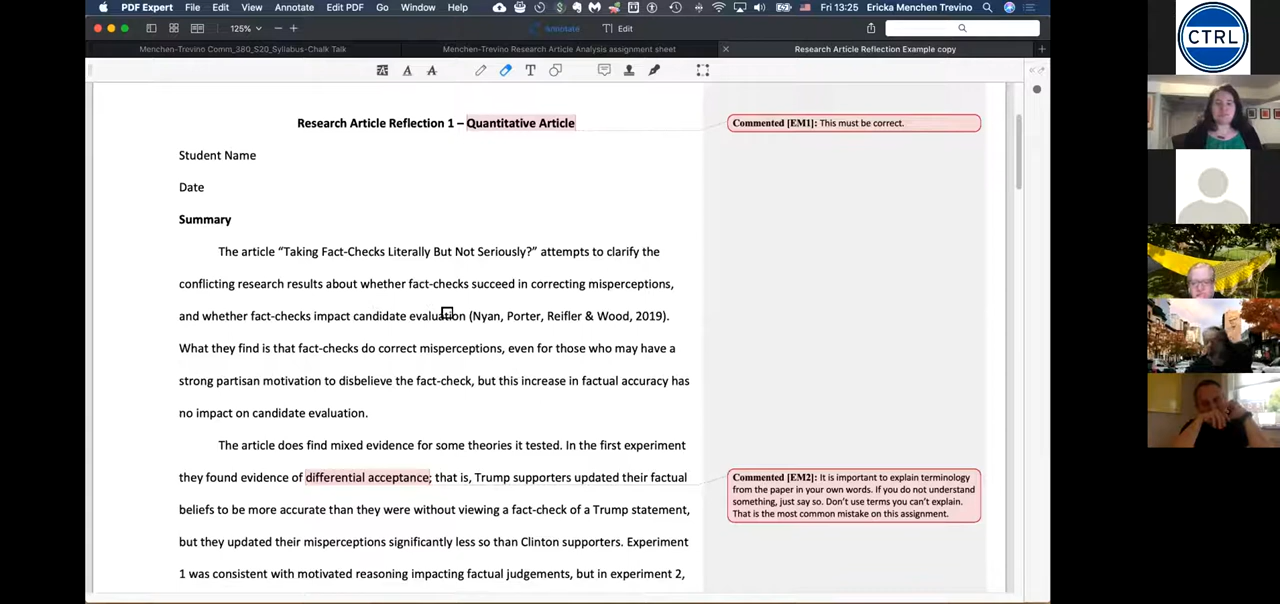 PDF Expert File Edit View Annotate Edit PDF Go Window Help Fri 13:25 Ericka Menchen Trevino
125% Annotate Edit
Menchen-Trevino Comm_380_S20_Syllabus-Chalk Talk Menchen-Trevino Research Article Analysis assignment sheet Research Article Reflection Example copy
Research Article Reflection 1 – Quantitative Article
Commented [EM1]: This must be correct.
Student Name
Date
Summary
The article “Taking Fact-Checks Literally But Not Seriously?” attempts to clarify the
conflicting research results about whether fact-checks succeed in correcting misperceptions,
and whether fact-checks impact candidate evaluation (Nyan, Porter, Reifler & Wood, 2019).
What they find is that fact-checks do correct misperceptions, even for those who may have a
strong partisan motivation to disbelieve the fact-check, but this increase in factual accuracy has
no impact on candidate evaluation.
The article does find mixed evidence for some theories it tested. In the first experiment
they found evidence of differential acceptance; that is, Trump supporters updated their factual
beliefs to be more accurate than they were without viewing a fact-check of a Trump statement,
but they updated their misperceptions significantly less so than Clinton supporters. Experiment
1 was consistent with motivated reasoning impacting factual judgements, but in experiment 2,
Commented [EM2]: It is important to explain terminology
from the paper in your own words. If you do not understand
something, just say so. Don’t use terms you can’t explain.
That is the most common mistake on this assignment.
CTRL